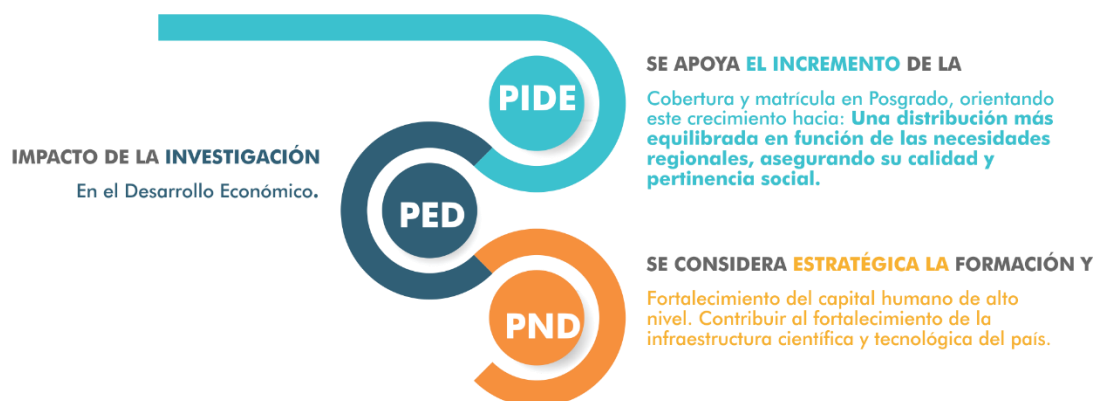 PIDE
SE APOYA EL INCREMENTO DE LA
Cobertura y matrícula en Posgrado, orientando
este crecimiento hacia: Una distribución más
equilibrada en función de las necesidades
regionales, asegurando su calidad y
pertinencia social.
IMPACTO DE LA INVESTIGACIÓN
En el Desarrollo Económico.
PED
SE CONSIDERA ESTRATÉGICA LA FORMACIÓN Y
Fortalecimiento del capital humano de alto
nivel. Contribuir al fortalecimiento de la
infraestructura científica y tecnológica del país.
PND